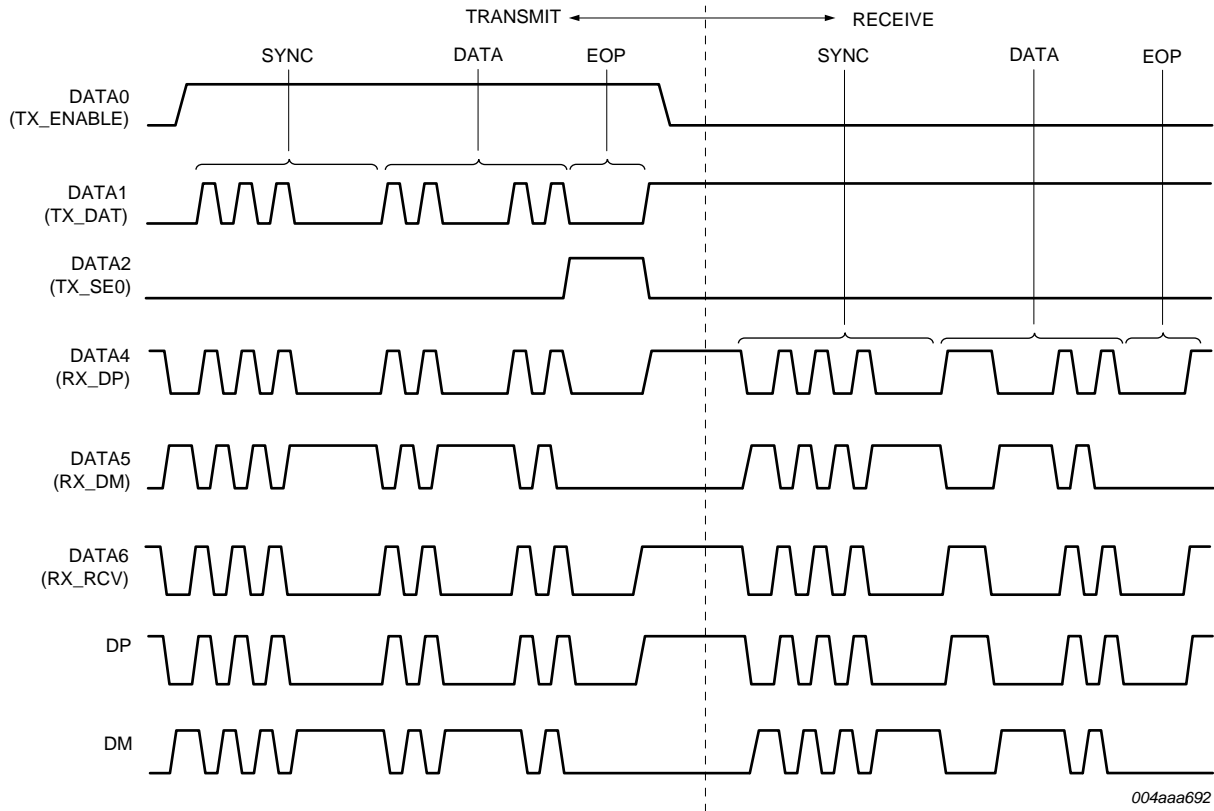 TRANSMIT RECEIVE
SYNC DATA EOP SYNC DATA EOP
DATA0
(TX_ENABLE)
DATA1
(TX_DAT)
DATA2
(TX_SE0)
DATA4
(RX_DP)
DATA5
(RX_DM)
DATA6
(RX_RCV)
DP
DM
004aaa692